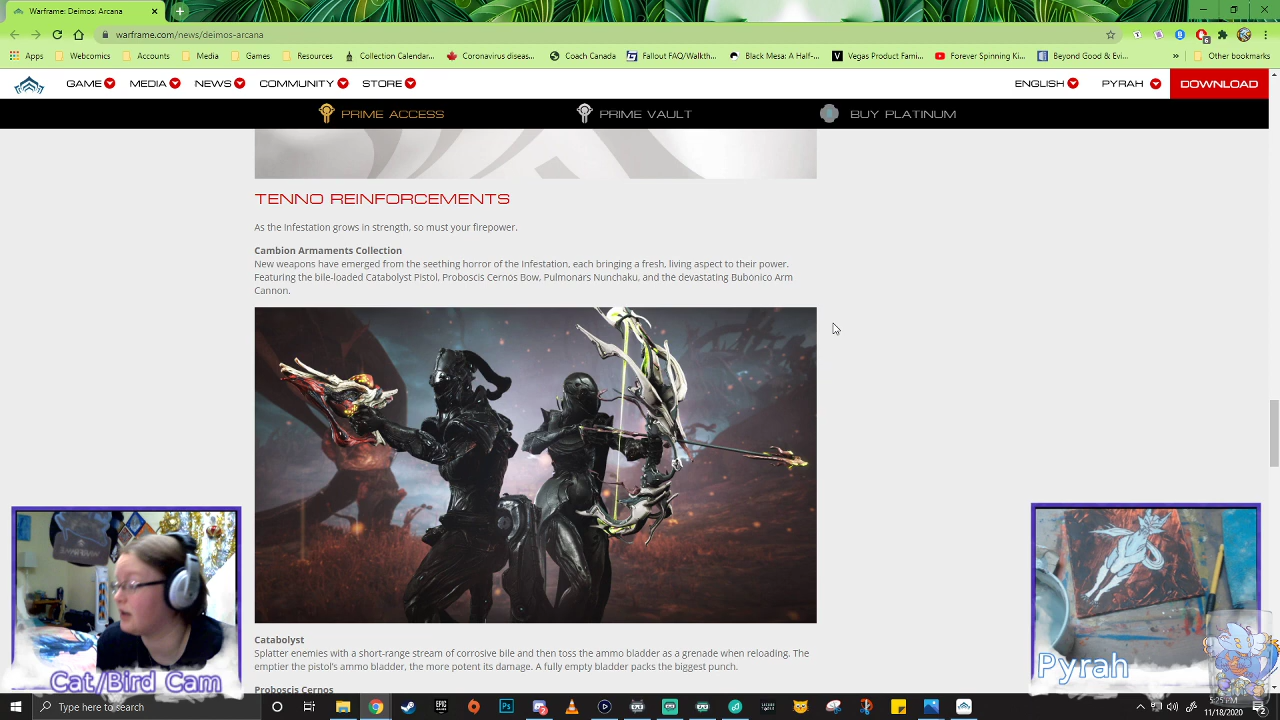 Warframe: Deimos: Arcana
warframe.com/news/deimos-arcana
Apps Webcomics Accounts Media Games Resources Collection Calendar... Coronavirus diseas... Coach Canada Fallout FAQ/Walkth... Black Mesa: A Half-... Vegas Product Fami... Forever Spinning Ki... Beyond Good & Evi... » Other bookmarks
GAME MEDIA NEWS COMMUNITY STORE ENGLISH PYRAH DOWNLOAD
PRIME ACCESS PRIME VAULT BUY PLATINUM
TENNO REINFORCEMENTS
As the Infestation grows in strength, so must your firepower.
Cambion Armaments Collection
New weapons have emerged from the seething horror of the Infestation, each bringing a fresh, living aspect to their power.
Featuring the bile-loaded Catabolyst Pistol, Proboscis Cernos Bow, Pulmonars Nunchaku, and the devastating Bubonico Arm
Cannon.
Catabolyst
Splatter enemies with a short-range stream of corrosive bile and then toss the ammo bladder as a grenade when reloading. The
emptier the pistol's ammo bladder, the more potent its damage. A fully empty bladder packs the biggest punch.
Proboscis Cernos
Cat/Bird Cam
Pyrah
Type here to search
5:25 PM
11/18/2020